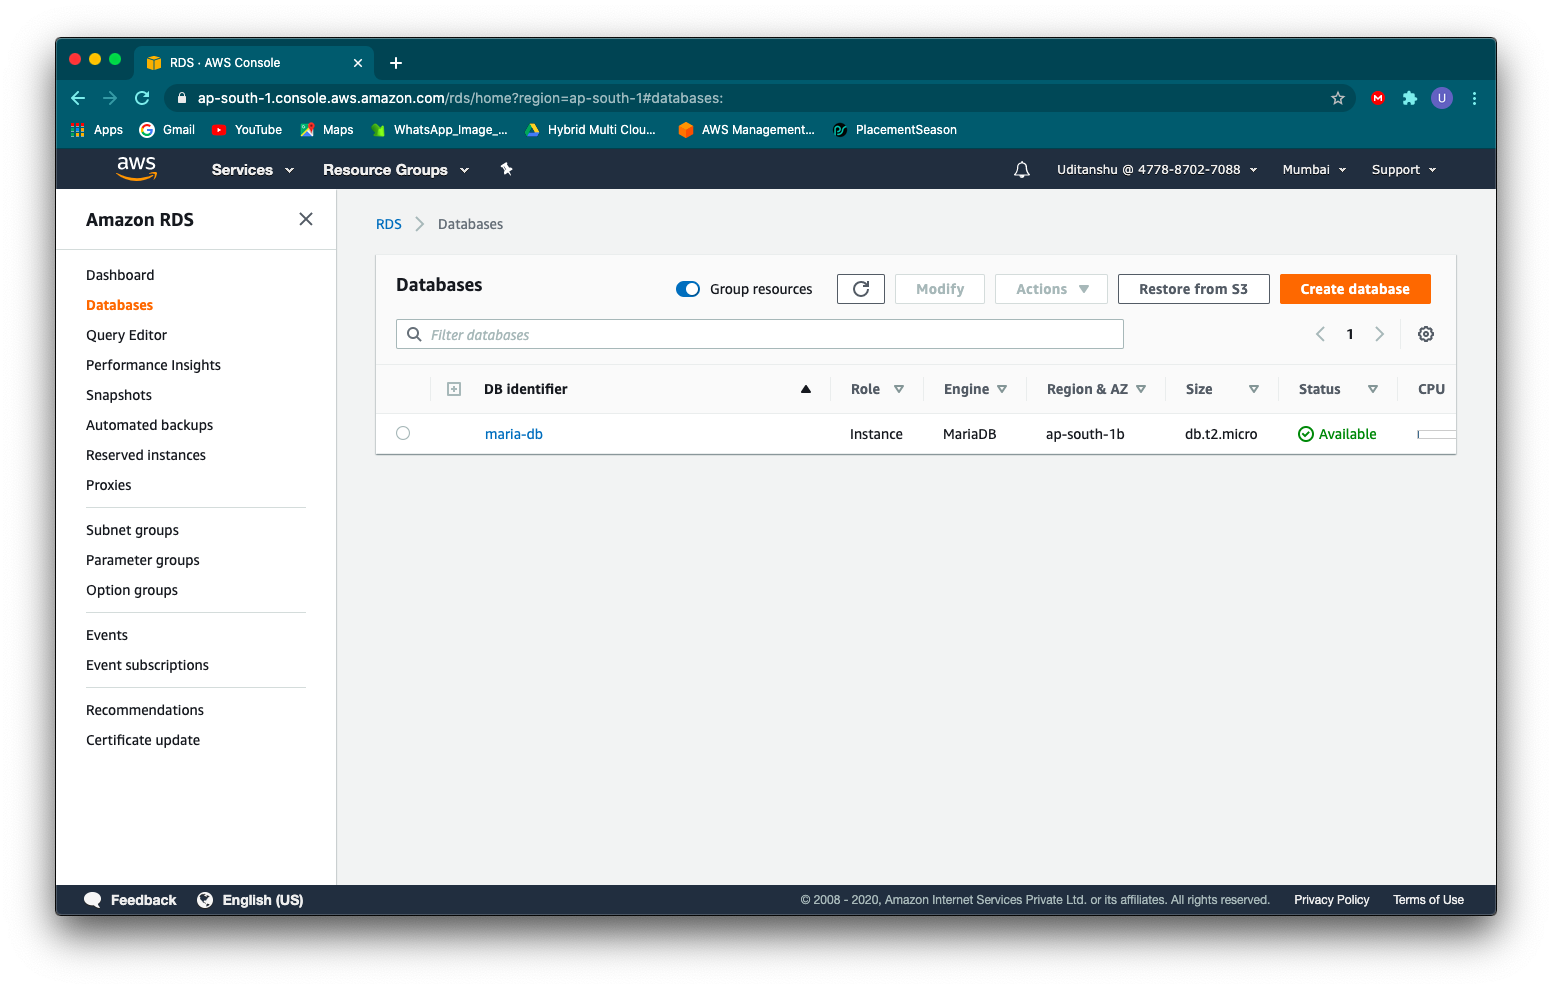 RDS · AWS Console
ap-south-1.console.aws.amazon.com/rds/home?region=ap-south-1#databases:
M
U
Apps
Gmail
YouTube
Maps
WhatsApp_Image_...
Hybrid Multi Clou...
AWS Management...
PlacementSeason
aws
Services
Resource Groups
Uditanshu @ 4778-8702-7088
Mumbai
Support
Amazon RDS
Dashboard
Databases
Query Editor
Performance Insights
Snapshots
Automated backups
Reserved instances
Proxies
Subnet groups
Parameter groups
Option groups
Events
Event subscriptions
Recommendations
Certificate update
RDS
Databases
Databases
Group resources
Modify
Actions
Restore from S3
Create database
Filter databases
1
DB identifier
Role
Engine
Region & AZ
Size
Status
CPU
maria-db
Instance
MariaDB
ap-south-1b
db.t2.micro
Available
Feedback
English (US)
© 2008 - 2020, Amazon Internet Services Private Ltd. or its affiliates. All rights reserved.
Privacy Policy
Terms of Use